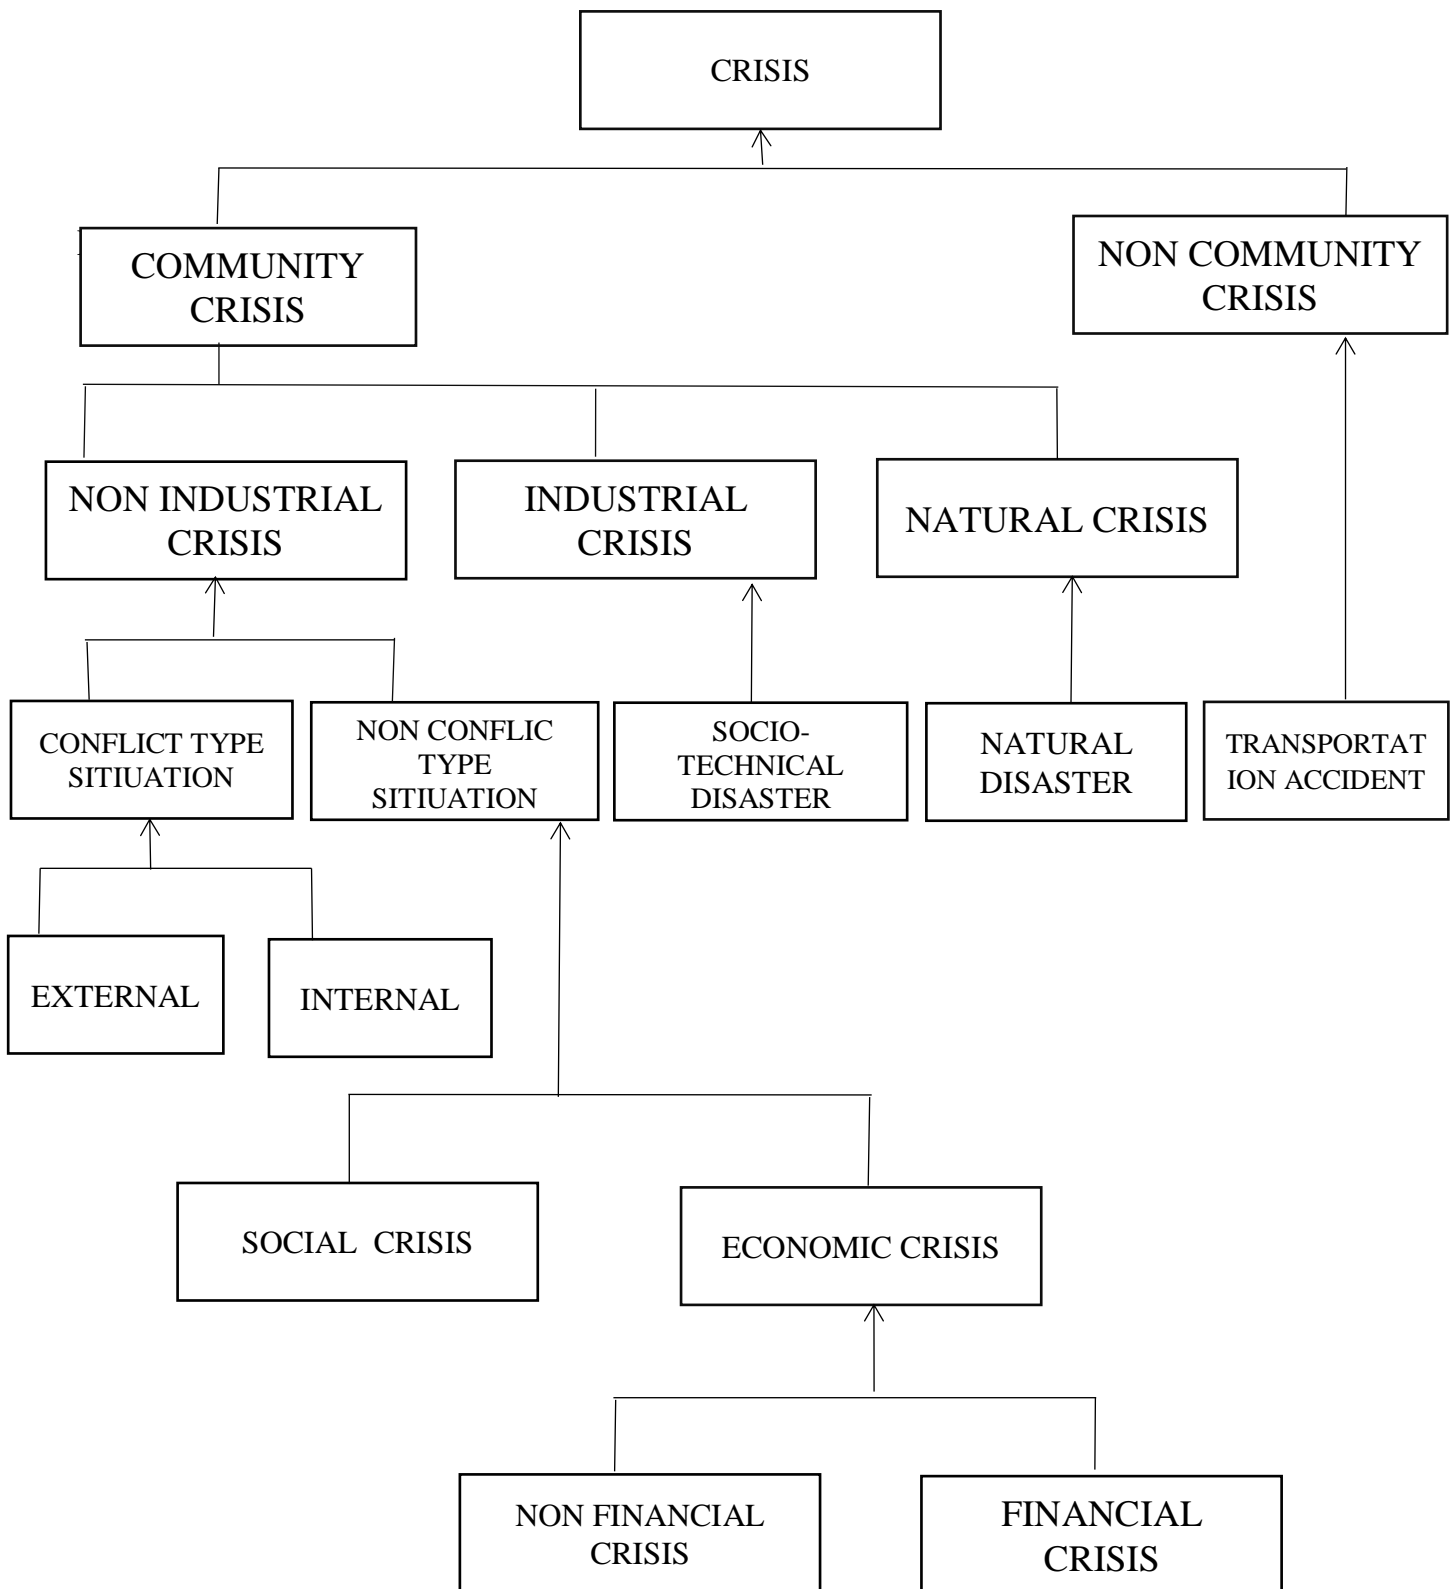 CRISIS
COMMUNITY
CRISIS
NON COMMUNITY
CRISIS
NON INDUSTRIAL
CRISIS
INDUSTRIAL
CRISIS
NATURAL CRISIS
CONFLICT TYPE
SITIUATION
NON CONFLIC
TYPE
SITIUATION
SOCIO-
TECHNICAL
DISASTER
NATURAL
DISASTER
TRANSPORTAT
ION ACCIDENT
EXTERNAL
INTERNAL
SOCIAL CRISIS
ECONOMIC CRISIS
NON FINANCIAL
CRISIS
FINANCIAL
CRISIS